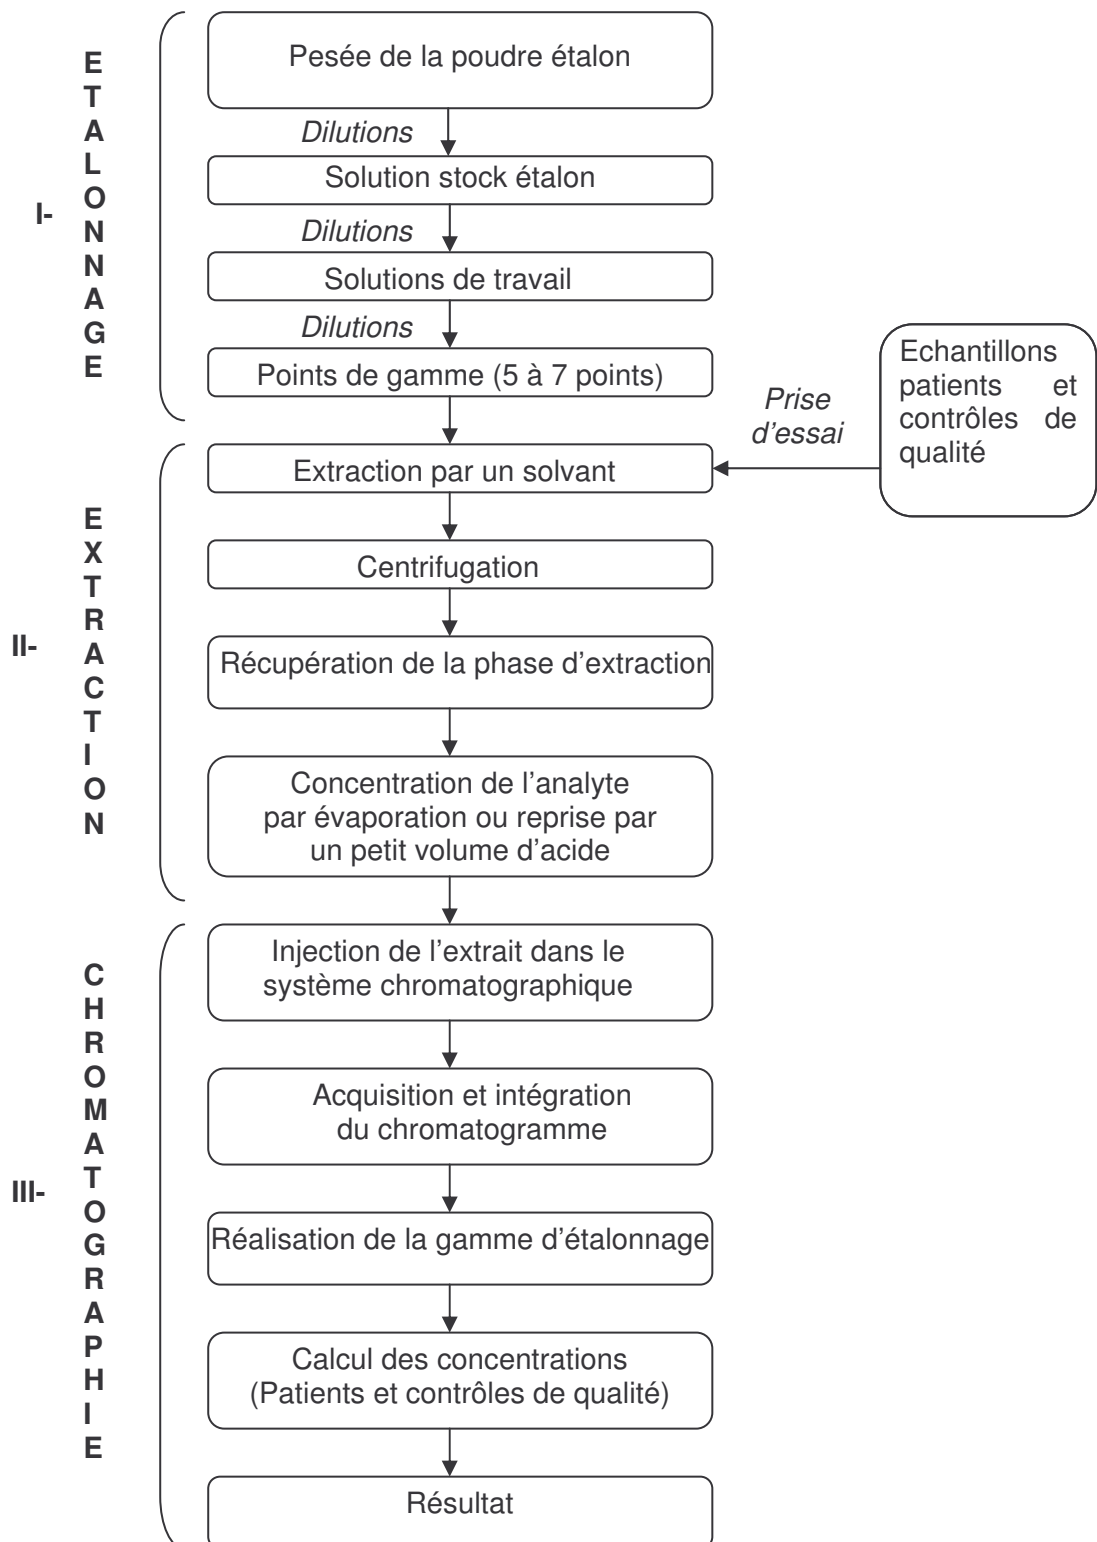 I-
ETALONNAGE
Pesée de la poudre étalon
Dilutions
Solution stock étalon
Dilutions
Solutions de travail
Dilutions
Points de gamme (5 à 7 points)
Echantillons
patients et
contrôles de
qualité
Prise
d'essai
II-
EXTRACTION
Extraction par un solvant
Centrifugation
Récupération de la phase d'extraction
Concentration de l'analyte
par évaporation ou reprise par
un petit volume d'acide
III-
CHROMATOGRAPHIE
Injection de l'extrait dans le
système chromatographique
Acquisition et intégration
du chromatogramme
Réalisation de la gamme d'étalonnage
Calcul des concentrations
(Patients et contrôles de qualité)
Résultat